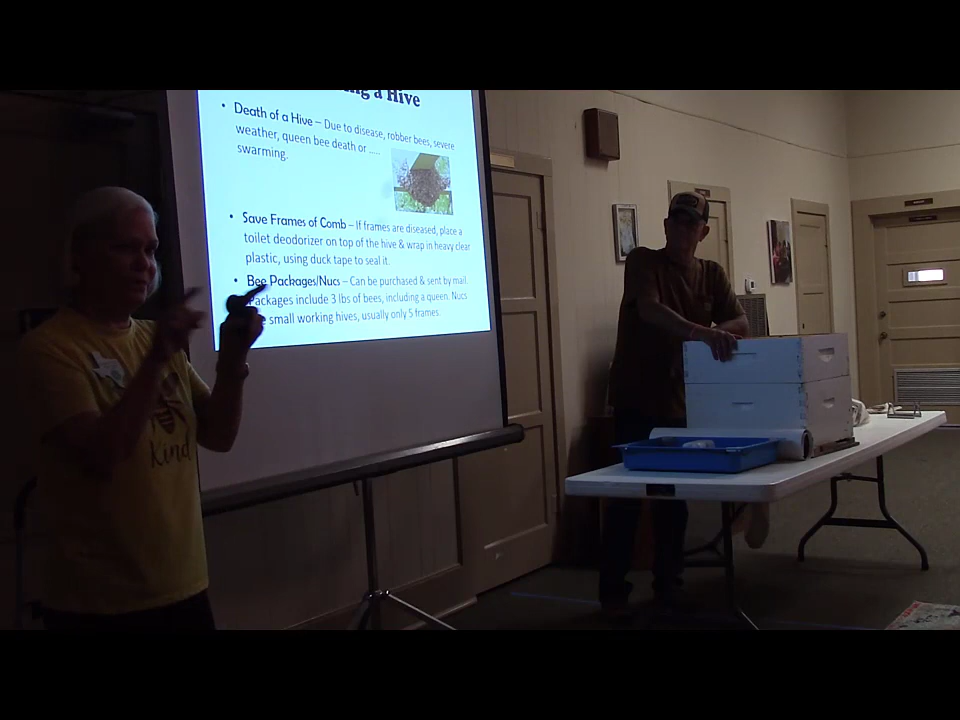 a Hive
• Death of a Hive – Due to disease, robber bees, severe
weather, queen bee death or .....
swarming.
• Save Frames of Comb – If frames are diseased, place a
toilet deodorizer on top of the hive & wrap in heavy clear
plastic, using duck tape to seal it.
• Bee Packages/Nucs – Can be purchased & sent by mail.
Packages include 3 lbs of bees, including a queen. Nucs
small working hives, usually only 5 frames.
Kind